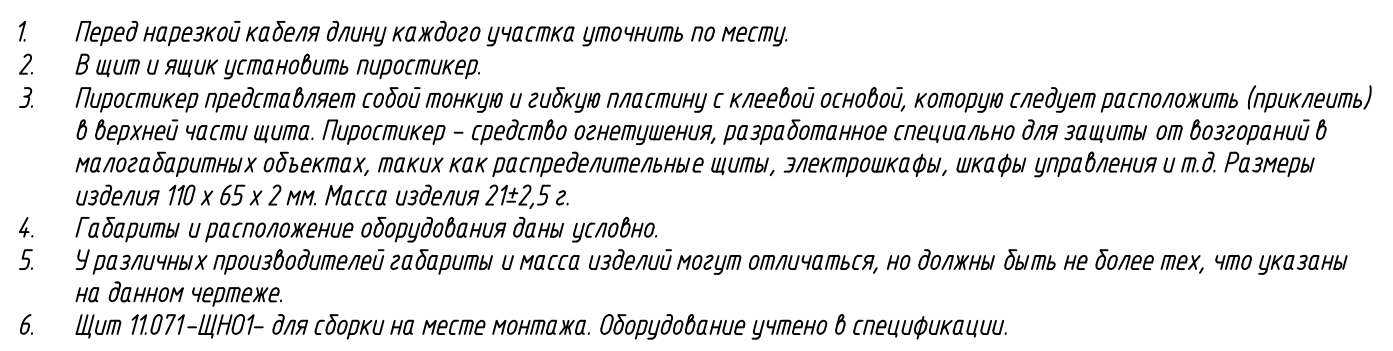 1. Перед нарезкой кабеля длину каждого участка уточнить по месту.
2. В щит и ящик установить пиростикер.
3. Пиростикер представляет собой тонкую и гибкую пластину с клеевой основой, которую следует расположить (приклеить)
в верхней части щита. Пиростикер – средство огнетушения, разработанное специально для защиты от возгораний в
малогабаритных объектах, таких как распределительные щиты, электрошкафы, шкафы управления и т.д. Размеры
изделия 110 х 65 х 2 мм. Масса изделия 21±2,5 г.
4. Габариты и расположение оборудования даны условно.
5. У различных производителей габариты и масса изделий могут отличаться, но должны быть не более тех, что указаны
на данном чертеже.
6. Щит 11.071-ЩНО1- для сборки на месте монтажа. Оборудование учтено в спецификации.